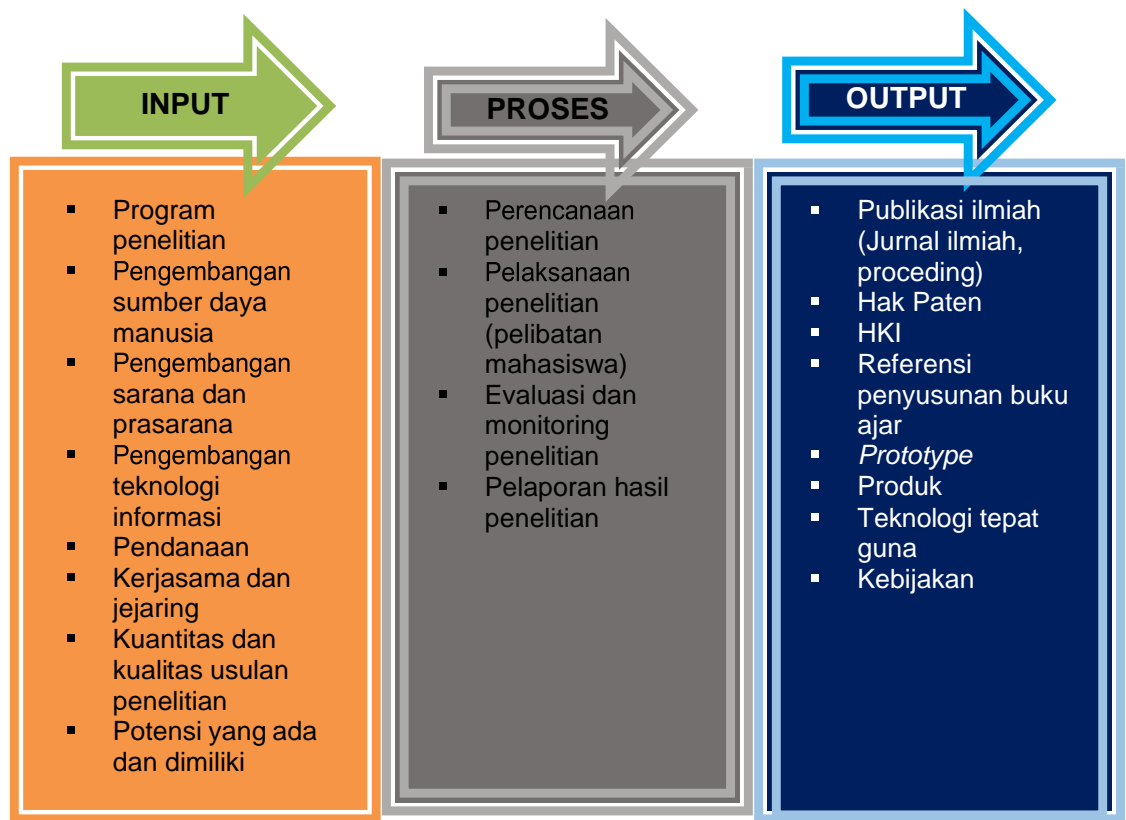 INPUT
▪ Program
penelitian
▪ Pengembangan
sumber daya
manusia
▪ Pengembangan
sarana dan
prasarana
▪ Pengembangan
teknologi
informasi
▪ Pendanaan
▪ Kerjasama dan
jejaring
▪ Kuantitas dan
kualitas usulan
penelitian
▪ Potensi yang ada
dan dimiliki
PROSES
▪ Perencanaan
penelitian
▪ Pelaksanaan
penelitian
(pelibatan
mahasiswa)
▪ Evaluasi dan
monitoring
penelitian
▪ Pelaporan hasil
penelitian
OUTPUT
▪ Publikasi ilmiah
(Jurnal ilmiah,
proceding)
▪ Hak Paten
▪ HKI
▪ Referensi
penyusunan buku
ajar
▪ Prototype
▪ Produk
▪ Teknologi tepat
guna
▪ Kebijakan